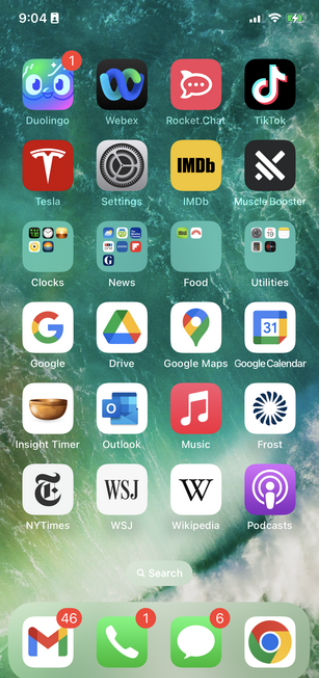 9:04
1
Duolingo Webex Rocket.Chat TikTok
IMDb
Tesla Settings IMDb Muscle Booster
19
Clocks News Food Utilities
31
Google Drive Google Maps Google Calendar
Insight Timer Outlook Music Frost
WSJ W
NYTimes WSJ Wikipedia Podcasts
Search
46 1 6